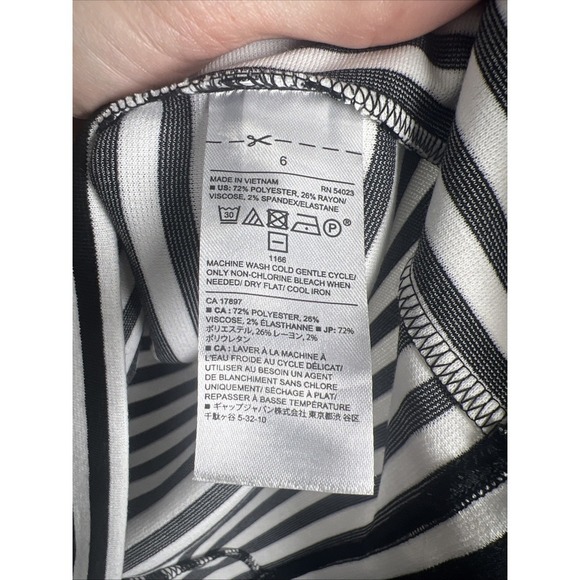 6
MADE IN VIETNAM RN 54023
■ US: 72% POLYESTER, 26% RAYON/
VISCOSE, 2% SPANDEX/ELASTANE
30 P ®
1166
MACHINE WASH COLD GENTLE CYCLE/
ONLY NON-CHLORINE BLEACH WHEN
NEEDED/ DRY FLAT/ COOL IRON
CA 17897
■ CA: 72% POLYESTER, 26%
VISCOSE, 2% ÉLASTHANNE ■ JP: 72%
ポリエステル, 26% レーヨン, 2%
ポリウレタン
■ CA: LAVER À LA MACHINE À
L'EAU FROIDE AU CYCLE DÉLICAT/
UTILISER AU BESOIN UN AGENT
DE BLANCHIMENT SANS CHLORE
UNIQUEMENT/ SÉCHAGE À PLAT/
REPASSER À BASSE TEMPÉRATURE
■ ギャップジャパン株式会社 東京都渋 谷区
千駄ヶ谷 5-32-10